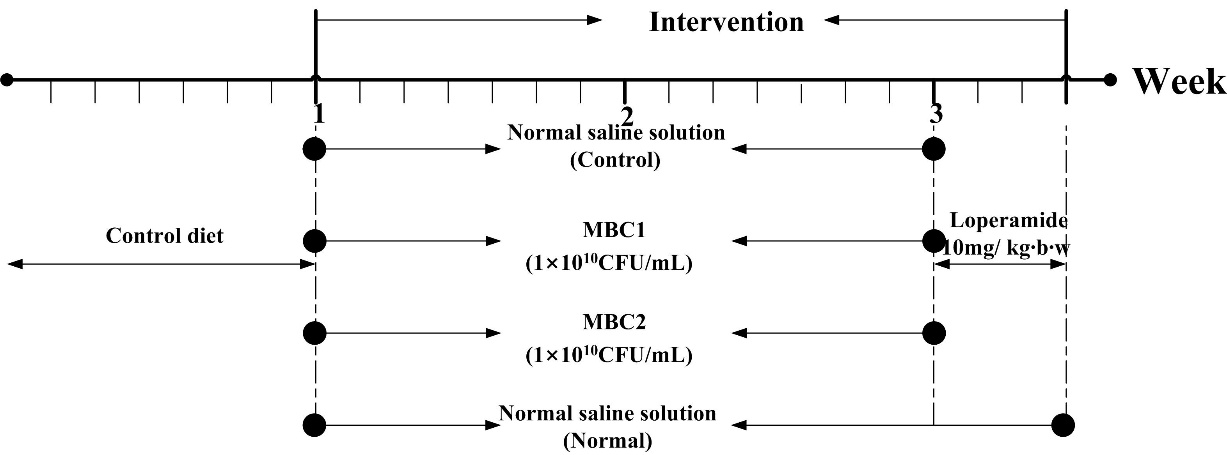 Intervention
Week
1
2
3
Normal saline solution
(Control)
Control diet
MBC1
(1×10¹⁰CFU/mL)
Loperamide
10mg/ kg·b·w
MBC2
(1×10¹⁰CFU/mL)
Normal saline solution
(Normal)